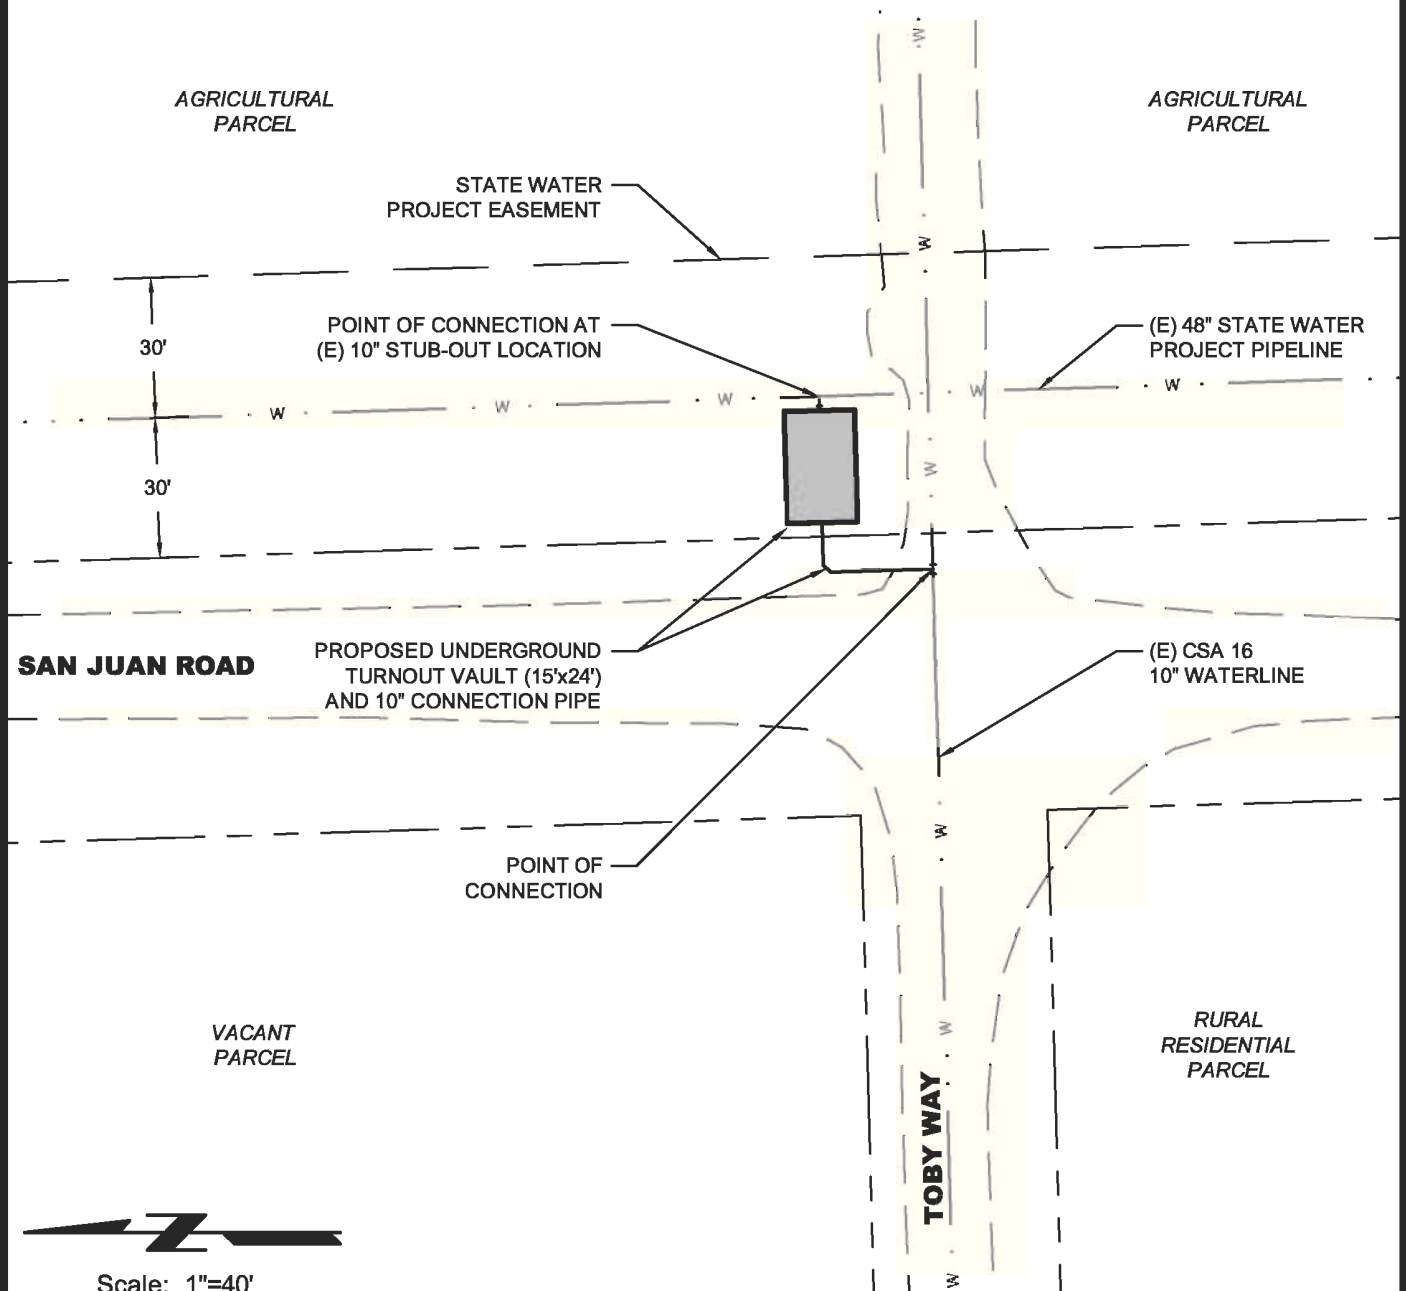 W
AGRICULTURAL
PARCEL
AGRICULTURAL
PARCEL
STATE WATER
PROJECT EASEMENT
W
POINT OF CONNECTION AT
(E) 10" STUB-OUT LOCATION
(E) 48" STATE WATER
PROJECT PIPELINE
30'
W
W
W
W
W
W
30'
SAN JUAN ROAD
PROPOSED UNDERGROUND
TURNOUT VAULT (15'x24')
AND 10" CONNECTION PIPE
(E) CSA 16
10" WATERLINE
W
POINT OF
CONNECTION
VACANT
PARCEL
W
RURAL
RESIDENTIAL
PARCEL
TOBY WAY
Z
W
Scale: 1"=40'